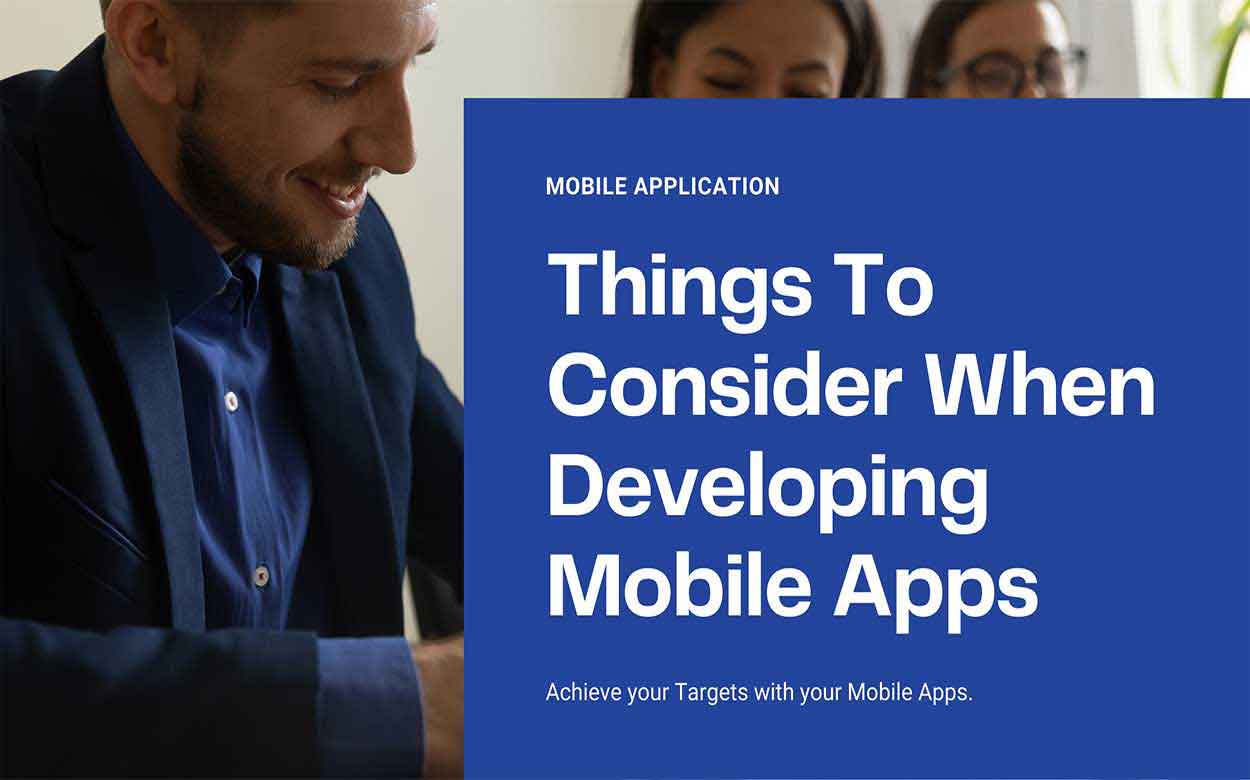 MOBILE APPLICATION
Things To
Consider When
Developing
Mobile Apps
Achieve your Targets with your Mobile Apps.